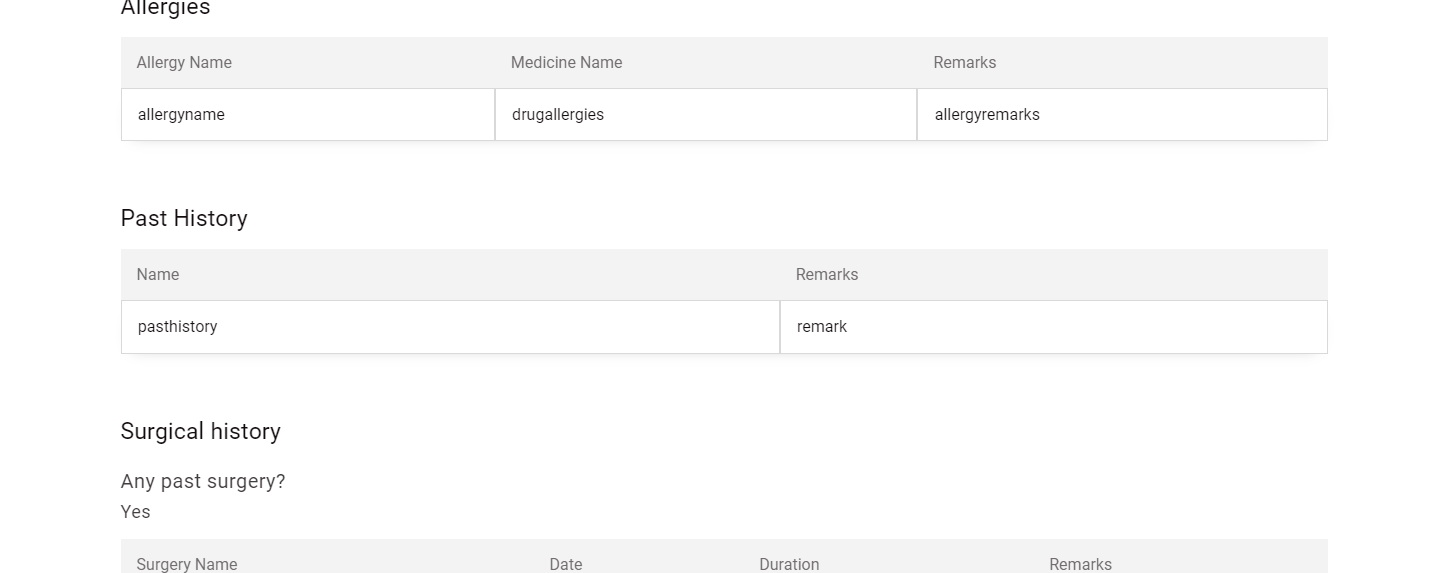 Allergies
Allergy Name Medicine Name Remarks
allergyname drugallergies allergyremarks
Past History
Name Remarks
pasthistory remark
Surgical history
Any past surgery?
Yes
Surgery Name Date Duration Remarks